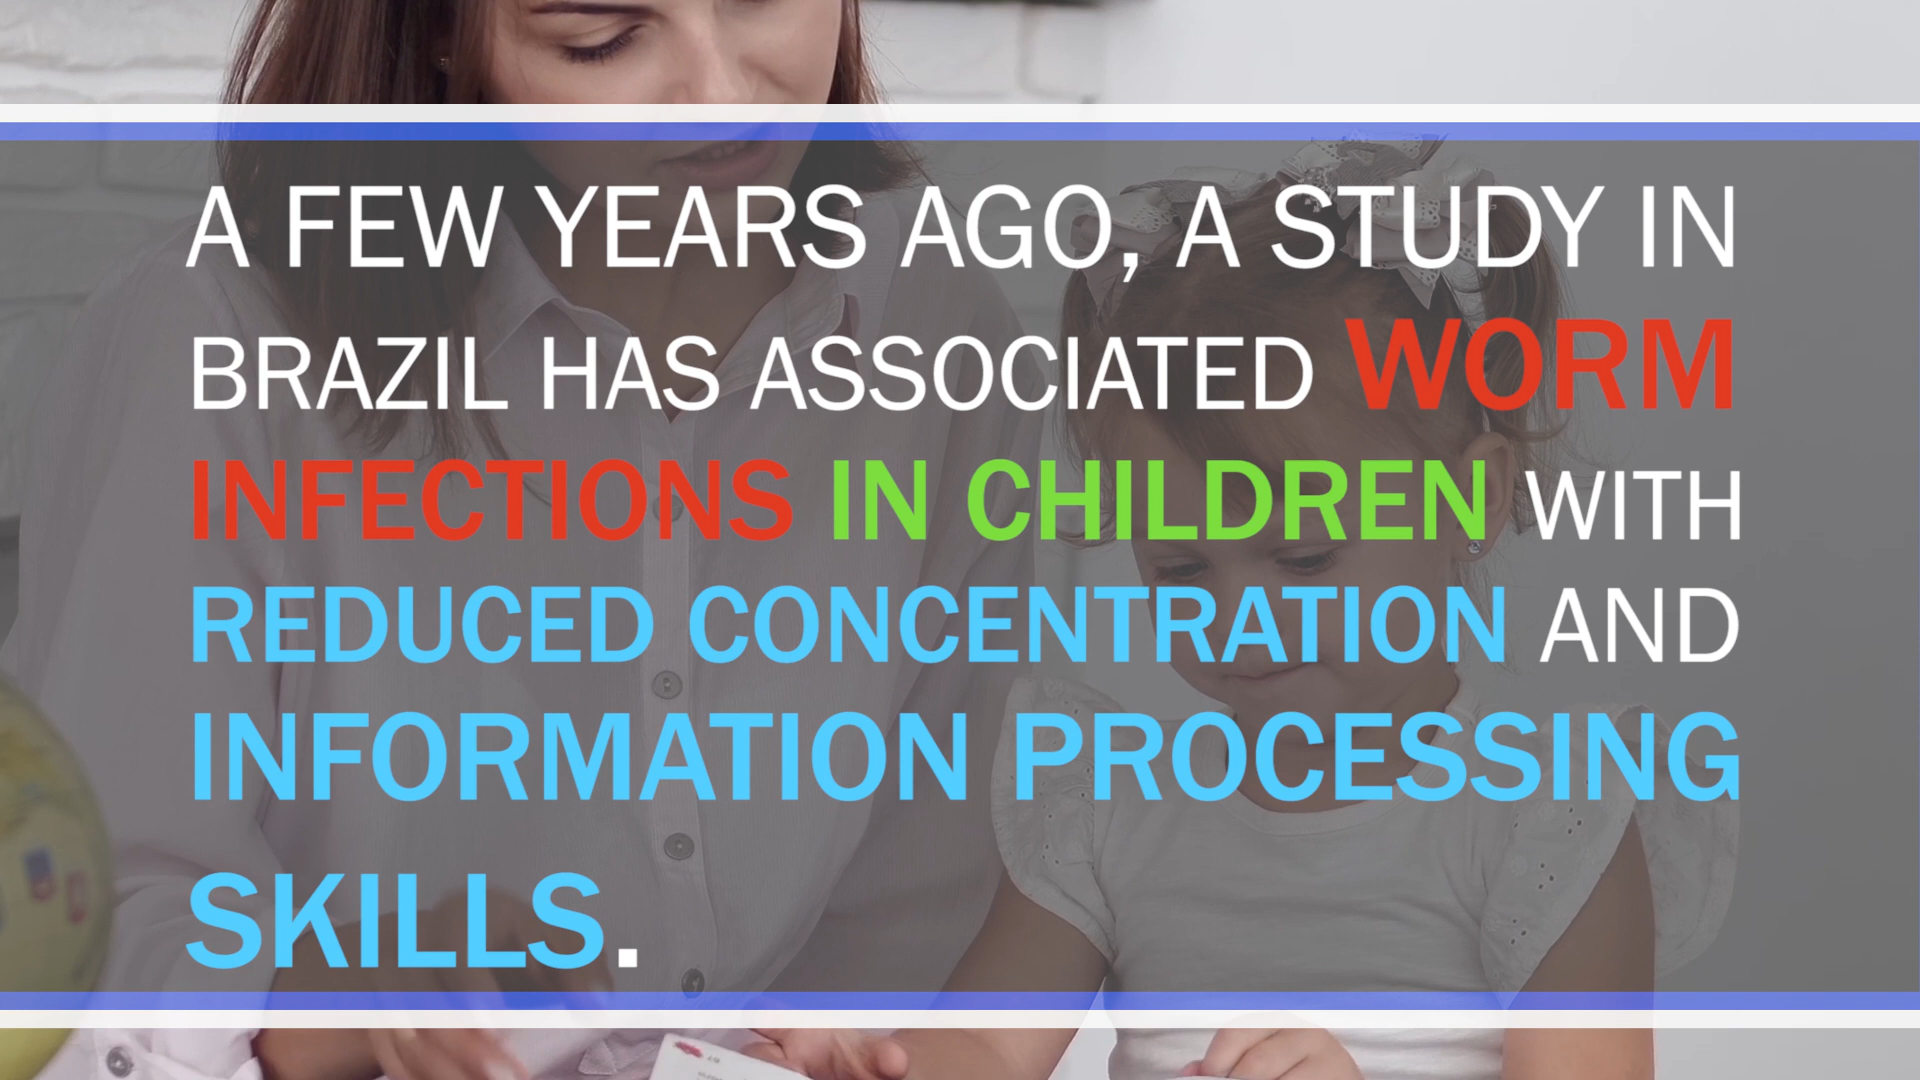 A FEW YEARS AGO, A STUDY IN
BRAZIL HAS ASSOCIATED WORM
INFECTIONS IN CHILDREN WITH
REDUCED CONCENTRATION AND
INFORMATION PROCESSING
SKILLS.